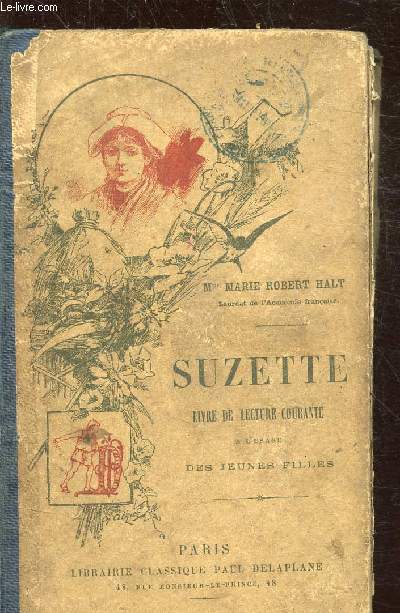 Le-livre.com
Mme MARIE ROBERT HALT
Lauréat de l'Académie française.
SUZETTE
LIVRE DE LECTURE COURANTE
A L'USAGE
DES JEUNES FILLES
PARIS
LIBRAIRIE CLASSIQUE PAUL DELAPLANE
48, RUE MONSIEUR-LE-PRINCE, 48